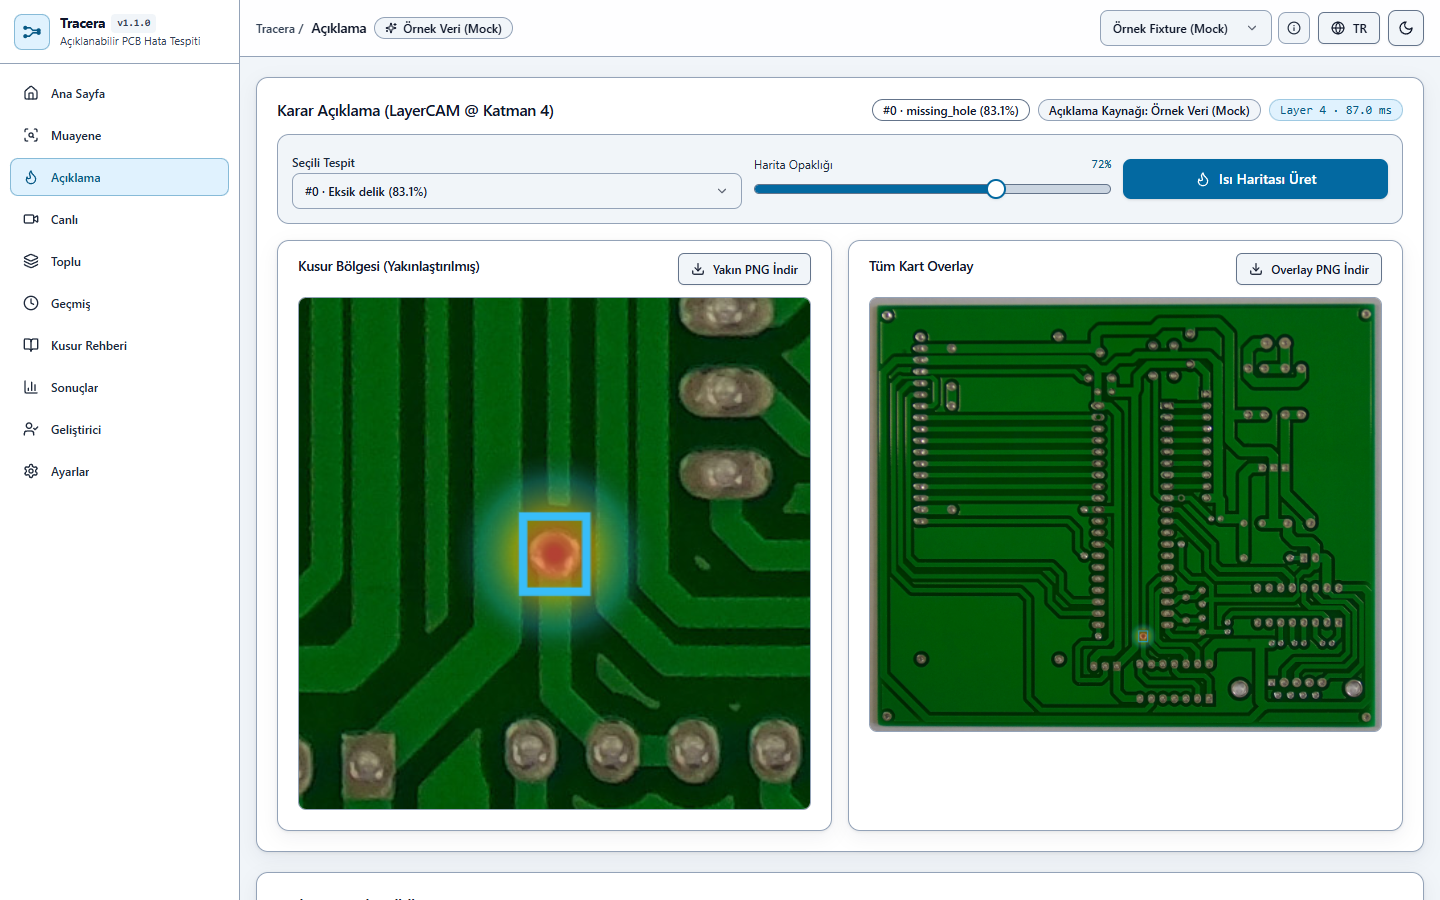 Tracera v1.1.0
Açıklanabilir PCB Hata Tespiti
Ana Sayfa
Muayene
Açıklama
Canlı
Toplu
Geçmiş
Kusur Rehberi
Sonuçlar
Geliştirici
Ayarlar
Tracera / Açıklama Örnek Veri (Mock)
Örnek Fixture (Mock)
TR
Karar Açıklama (LayerCAM @ Katman 4)
#0 · missing_hole (83.1%)
Açıklama Kaynağı: Örnek Veri (Mock)
Layer 4 · 87.0 ms
Seçili Tespit
#0 · Eksik delik (83.1%)
Harita Opaklığı 72%
Isı Haritası Üret
Kusur Bölgesi (Yakınlaştırılmış)
Yakın PNG İndir
Tüm Kart Overlay
Overlay PNG İndir